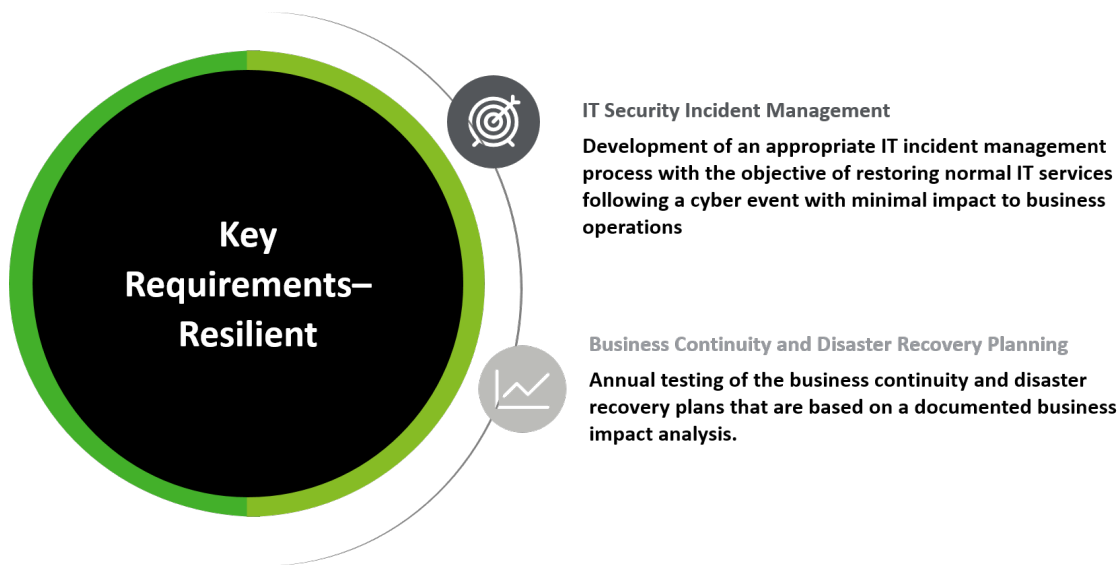 Key
Requirements–
Resilient
IT Security Incident Management
Development of an appropriate IT incident management
process with the objective of restoring normal IT services
following a cyber event with minimal impact to business
operations
Business Continuity and Disaster Recovery Planning
Annual testing of the business continuity and disaster
recovery plans that are based on a documented business
impact analysis.